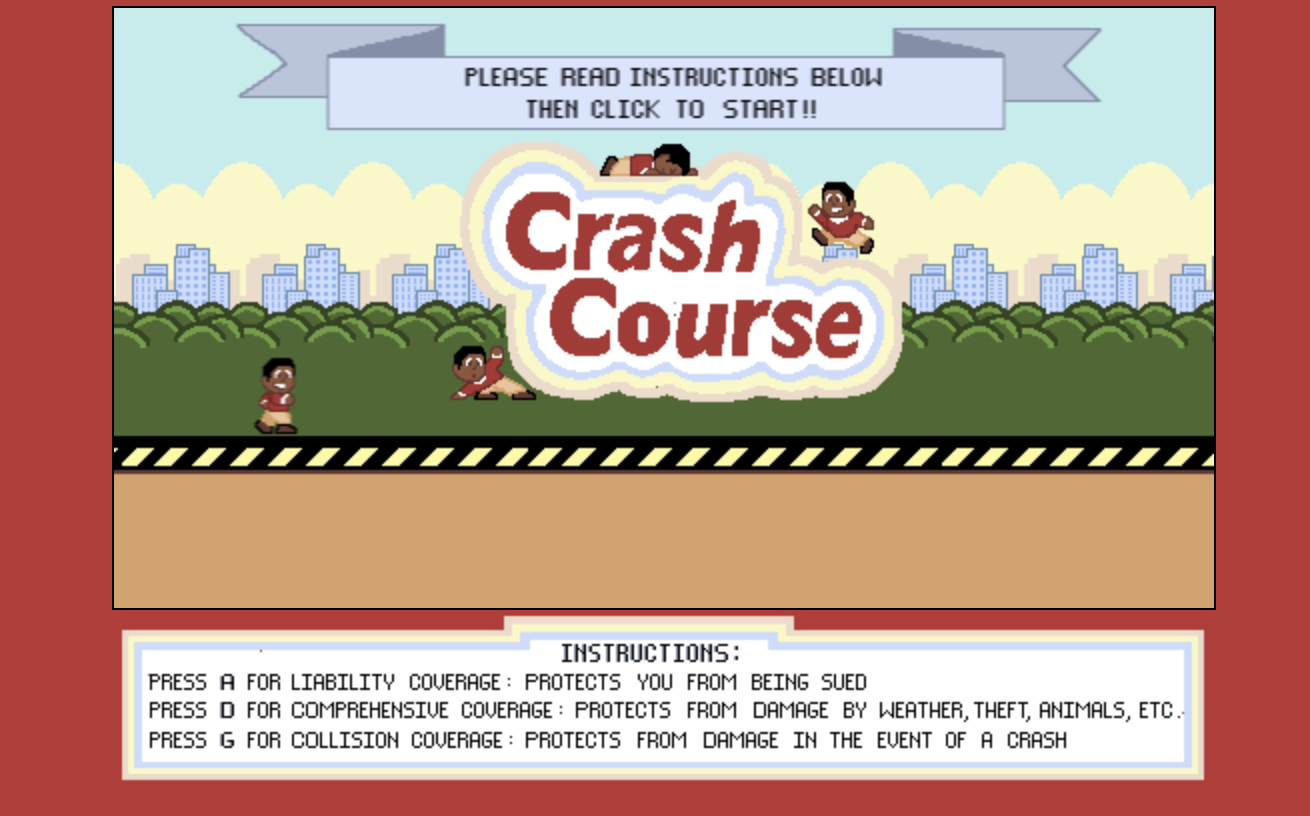 PLEASE READ INSTRUCTIONS BELOW
THEN CLICK TO START!!
Crash
Course
INSTRUCTIONS:
PRESS A FOR LIABILITY COVERAGE: PROTECTS YOU FROM BEING SUED
PRESS D FOR COMPREHENSIVE COVERAGE: PROTECTS FROM DAMAGE BY WEATHER, THEFT, ANIMALS, ETC.
PRESS G FOR COLLISION COVERAGE: PROTECTS FROM DAMAGE IN THE EVENT OF A CRASH